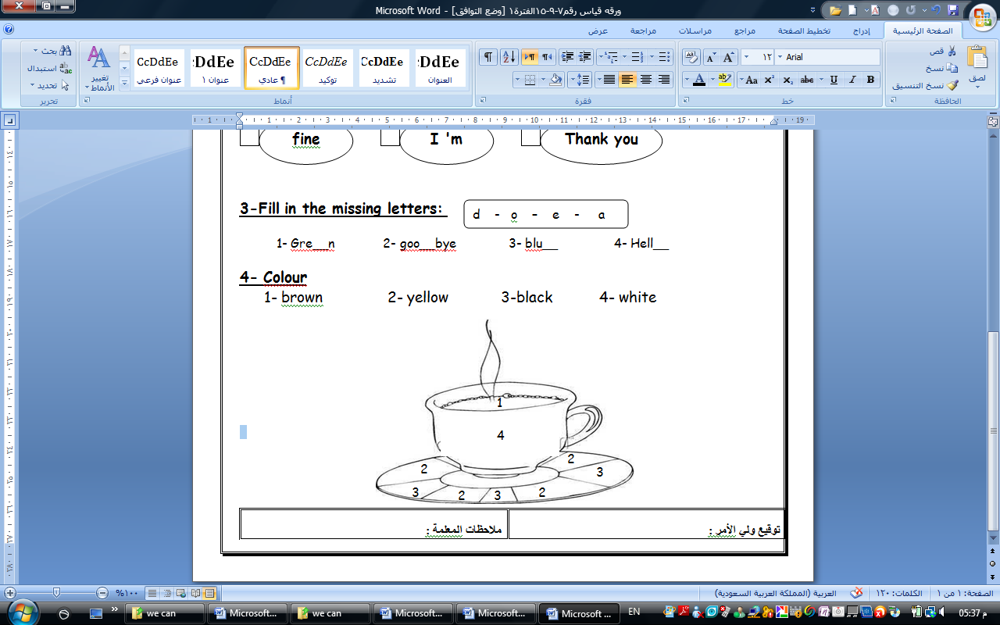 ورقه قياس رقم٧-٩-١٥الفترة١ [وضع التوافق] - Microsoft Word
الصفحة الرئيسية إدراج تخطيط الصفحة مراجع مراسلات مراجعة عرض
لصق
قص
نسخ
نسخ التنسيق
الحافظة
Arial ١٢
خط
فقرة
CcDdEe CcDdEe CcDdEe CcDdEe CcDdEe CcDdEe
العنوان تشديد توكيد ¶ عادي عنوان ١ عنوان فرعي
أنماط
تغيير الأنماط
بحث
استبدال
تحديد
تحرير
fine I 'm Thank you
3-Fill in the missing letters: d - o - e - a
1- Gre__n 2- goo__bye 3- blu__ 4- Hell__
4- Colour
1- brown 2- yellow 3-black 4- white
1
4
2 2
3 3
2 3 2
توقيع ولي الأمر : ملاحظات المعلمة :
الصفحة: ١ من ١ الكلمات: ١٢٠ العربية (المملكة العربية السعودية) ١٠٠%
we can Microsoft... we can Microsoft... Microsoft... Microsoft ... EN 05:37 م